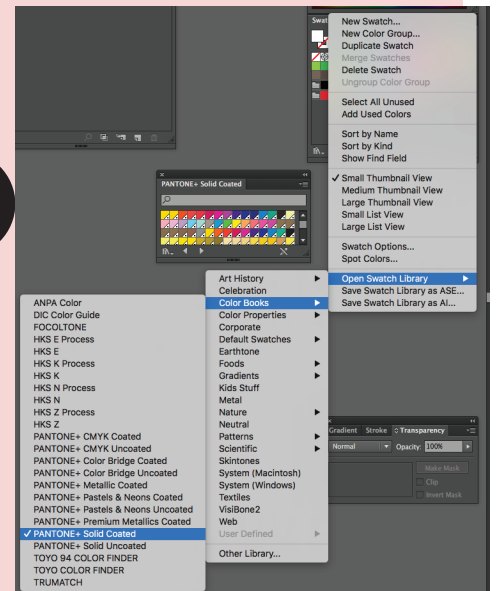 Swat
New Swatch...
New Color Group...
Duplicate Swatch
Merge Swatches
Delete Swatch
Ungroup Color Group
Select All Unused
Add Used Colors
Sort by Name
Sort by Kind
Show Find Field
✓ Small Thumbnail View
Medium Thumbnail View
Large Thumbnail View
Small List View
Large List View
Swatch Options...
Spot Colors...
Open Swatch Library
Save Swatch Library as ASE...
Save Swatch Library as AI...
PANTONE+ Solid Coated
Art History
Celebration
Color Books
Color Properties
Corporate
Default Swatches
Earthtone
Foods
Gradients
Kids Stuff
Metal
Nature
Neutral
Patterns
Scientific
Skintones
System (Macintosh)
System (Windows)
Textiles
VisiBone2
Web
User Defined
Other Library...
ANPA Color
DIC Color Guide
FOCOLTONE
HKS E Process
HKS E
HKS K Process
HKS K
HKS N Process
HKS N
HKS Z Process
HKS Z
PANTONE+ CMYK Coated
PANTONE+ CMYK Uncoated
PANTONE+ Color Bridge Coated
PANTONE+ Color Bridge Uncoated
PANTONE+ Metallic Coated
PANTONE+ Pastels & Neons Coated
PANTONE+ Pastels & Neons Uncoated
PANTONE+ Premium Metallics Coated
✓ PANTONE+ Solid Coated
PANTONE+ Solid Uncoated
TOYO 94 COLOR FINDER
TOYO COLOR FINDER
TRUMATCH
Gradient Stroke Transparency
Normal Opacity: 100%
Make Mask
Clip
Invert Mask